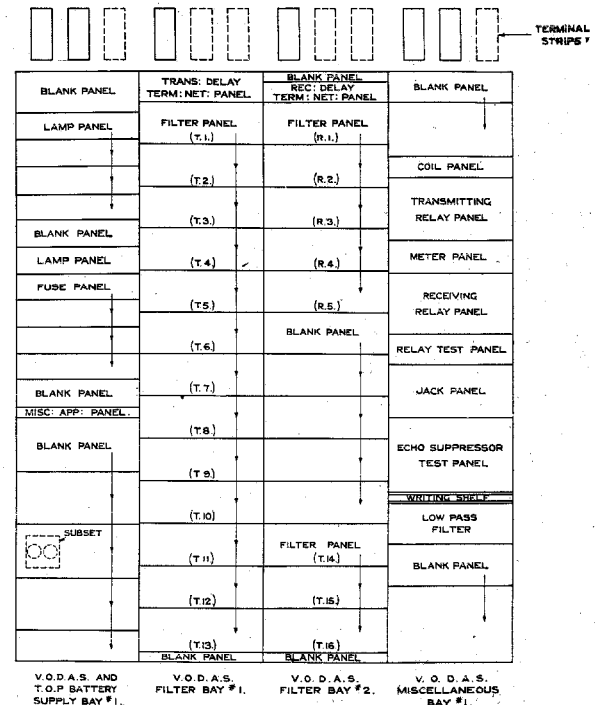 TERMINAL
STRIPS
BLANK PANEL
LAMP PANEL
BLANK PANEL
LAMP PANEL
FUSE PANEL
BLANK PANEL
MISC: APP: PANEL.
BLANK PANEL
SUBSET
V.O.D.A.S. AND
T.O.P BATTERY
SUPPLY BAY #1.
TRANS: DELAY
TERM: NET: PANEL
FILTER PANEL
(T.1.)
(T.2.)
(T.3.)
(T.4.)
(T.5.)
(T.6.)
(T.7.)
(T.8.)
(T.9.)
(T.10)
(T.11)
(T.12)
(T.13.)
BLANK PANEL
V.O.D.A.S.
FILTER BAY #1.
BLANK PANEL
REC: DELAY
TERM: NET: PANEL
FILTER PANEL
(R.1.)
(R.2.)
(R.3.)
(R.4.)
(R.5.)
BLANK PANEL
FILTER PANEL
(T.14.)
(T.15.)
(T.16.)
BLANK PANEL
V.O.D.A.S.
FILTER BAY #2.
BLANK PANEL
COIL PANEL
TRANSMITTING
RELAY PANEL
METER PANEL
RECEIVING
RELAY PANEL
RELAY TEST PANEL
JACK PANEL
ECHO SUPPRESSOR
TEST PANEL
WRITING SHELF
LOW PASS
FILTER
BLANK PANEL
V.O.D.A.S.
MISCELLANEOUS
BAY #1.